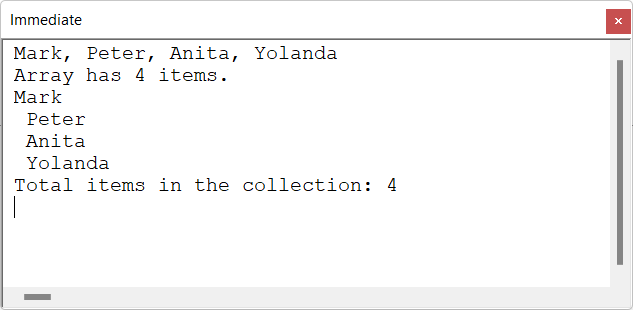 Immediate
Mark, Peter, Anita, Yolanda
Array has 4 items.
Mark
 Peter
 Anita
 Yolanda
Total items in the collection: 4